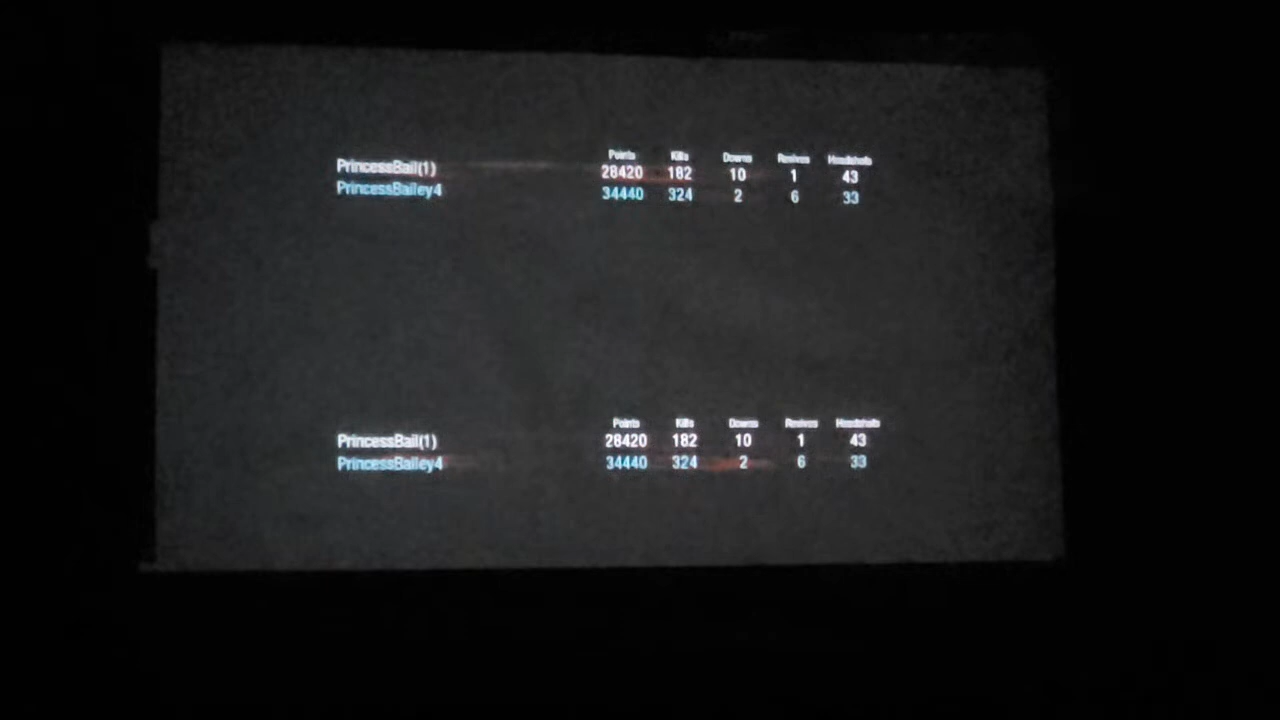 Points Kills Downs Revives Headshots
PrincessBail(1) 28420 182 10 1 43
PrincessBailey4 34440 324 2 6 33
Points Kills Downs Revives Headshots
PrincessBail(1) 28420 182 10 1 43
PrincessBailey4 34440 324 2 6 33